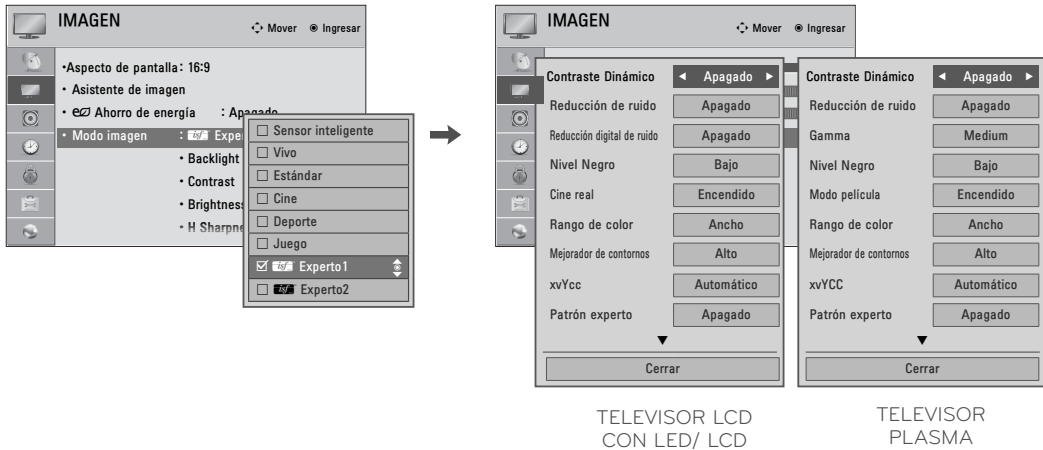 IMAGEN
Mover
Ingresar
•Aspecto de pantalla: 16:9
• Asistente de imagen
• Ahorro de energía : Apagado
• Modo imagen : isf Exper
• Backlight
• Contrast
• Brightness
• H Sharpne
Sensor inteligente
Vivo
Estándar
Cine
Deporte
Juego
isf Experto1
isf Experto2
IMAGEN
Mover
Ingresar
Contraste Dinámico ◄ Apagado ►
Reducción de ruido Apagado
Reducción digital de ruido Apagado
Nivel Negro Bajo
Cine real Encendido
Rango de color Ancho
Mejorador de contornos Alto
xvYcc Automático
Patrón experto Apagado
▼
Cerrar
TELEVISOR LCD
CON LED/ LCD
Contraste Dinámico ◄ Apagado ►
Reducción de ruido Apagado
Gamma Medium
Nivel Negro Bajo
Modo película Encendido
Rango de color Ancho
Mejorador de contornos Alto
xvYCC Automático
Patrón experto Apagado
▼
Cerrar
TELEVISOR
PLASMA